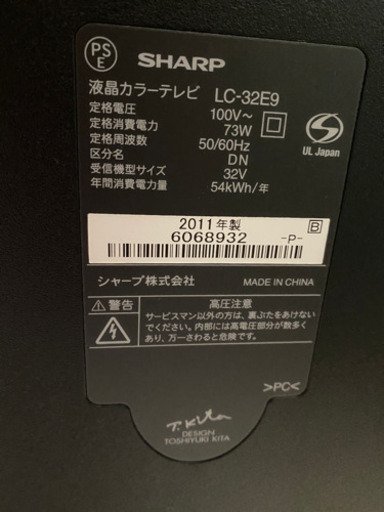 PS
E
SHARP
液晶カラーテレビ LC-32E9
定格電圧 100V～
定格消費電力 73W
定格周波数 50/60Hz
区分名 DN
受信機型サイズ 32V
年間消費電力量 54kWh/年
S
UL Japan
2011年製 B
6068932 -P-
シャープ株式会社 MADE IN CHINA
⚠警告 高圧注意
サービスマン以外の方は、裏ぶたをあけない
でください。内部には高電圧部分が数多く
あり、万一さわると危険です。
>PC<
T.Kita
DESIGN
TOSHIYUKI KITA